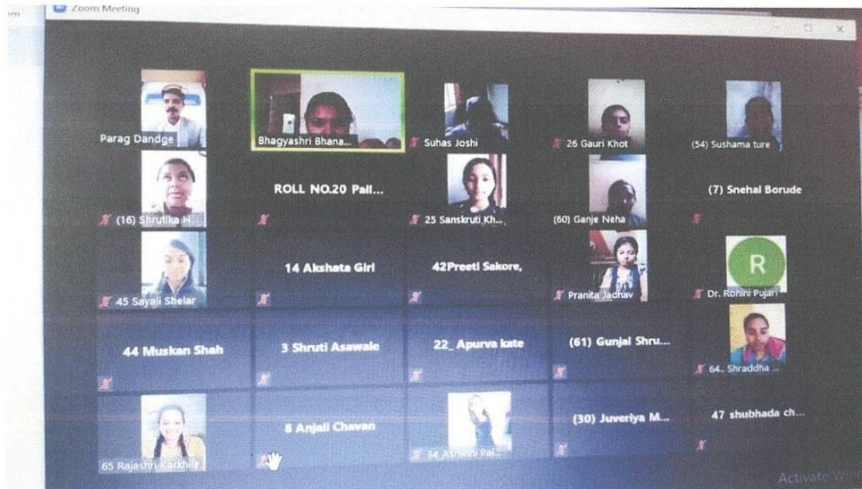 Zoom Meeting
Parag Dandge
Bhagyashri Bhana...
Suhas Joshi
26 Gauri Khot
(54) Sushama ture
(16) Shrutika H...
ROLL NO.20 Pall...
25 Sanskruti Kh...
(60) Ganje Neha
(7) Snehal Borude
45 Sayali Shelar
14 Akshata Giri
42Preeti Sakore,
Pranita Jadhav
R
Dr. Rohini Pujari
44 Muskan Shah
3 Shruti Asawale
22_ Apurva kate
(61) Gunjal Shru...
64.. Shraddha ...
65 Rajashri Karkhile
8 Anjali Chavan
34_Ashwini Pal...
(30) Juveriya M...
47 shubhada ch...
Activate